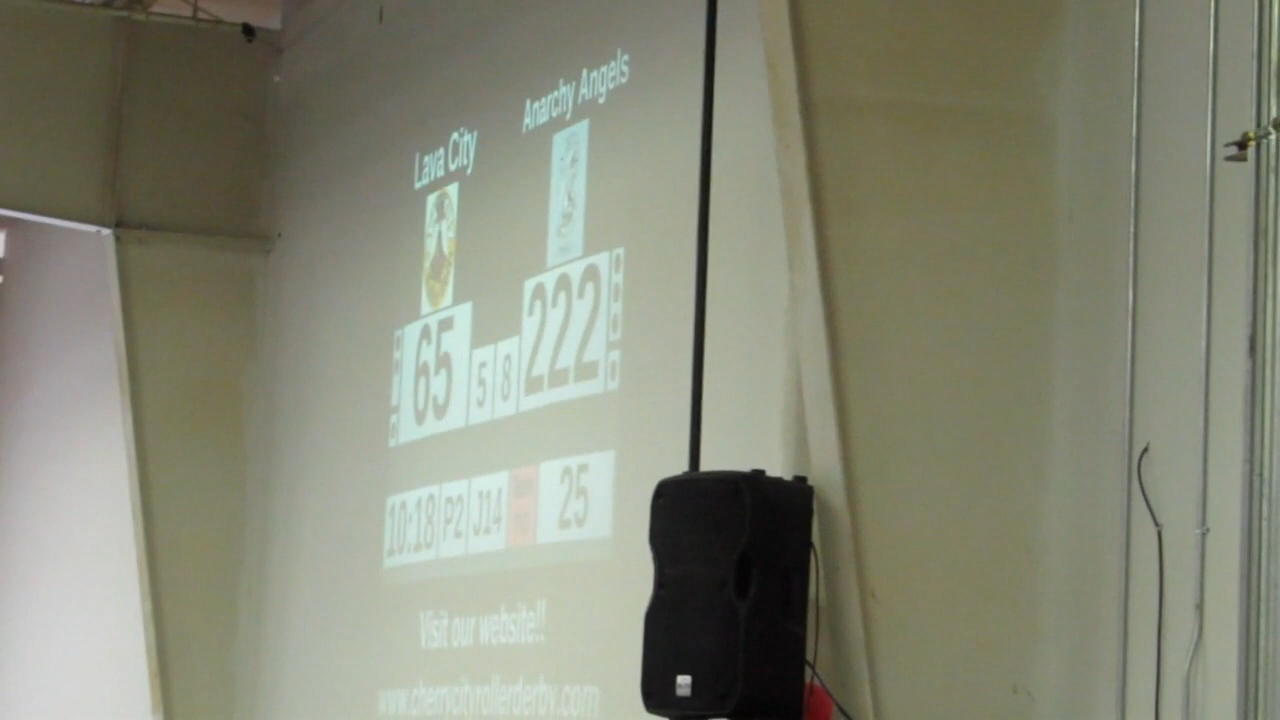 Lava City
Anarchy Angels
65
5
8
222
10:18 P2 J14
25
Visit our website!!
www.cherrycityrollerderby.com